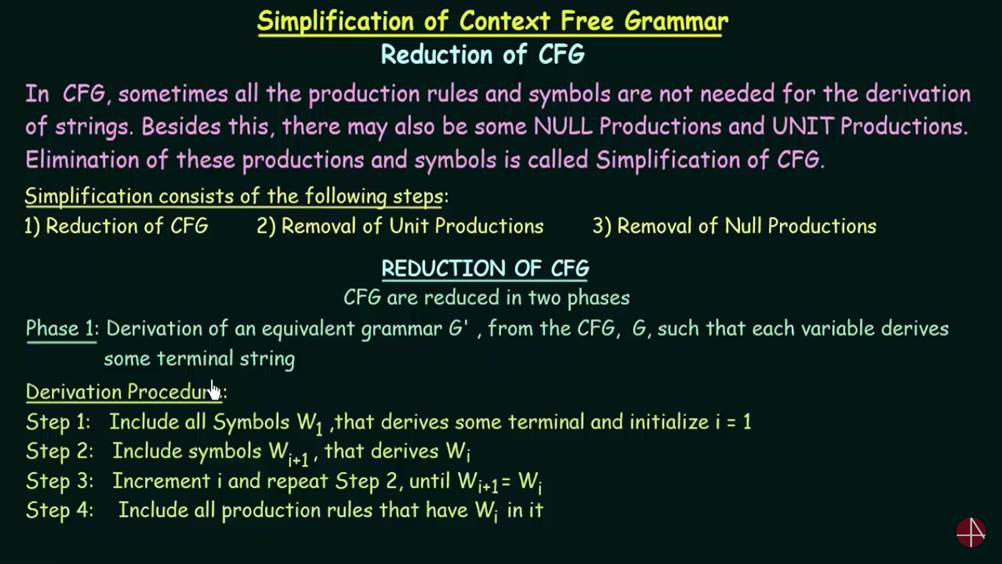 Simplification of Context Free Grammar
Reduction of CFG
In CFG, sometimes all the production rules and symbols are not needed for the derivation
of strings. Besides this, there may also be some NULL Productions and UNIT Productions.
Elimination of these productions and symbols is called Simplification of CFG.
Simplification consists of the following steps:
1) Reduction of CFG 2) Removal of Unit Productions 3) Removal of Null Productions
REDUCTION OF CFG
CFG are reduced in two phases
Phase 1: Derivation of an equivalent grammar G' , from the CFG, G, such that each variable derives
some terminal string
Derivation Procedure:
Step 1: Include all Symbols W₁ ,that derives some terminal and initialize i = 1
Step 2: Include symbols Wᵢ₊₁ , that derives Wᵢ
Step 3: Increment i and repeat Step 2, until Wᵢ₊₁ = Wᵢ
Step 4: Include all production rules that have Wᵢ in it